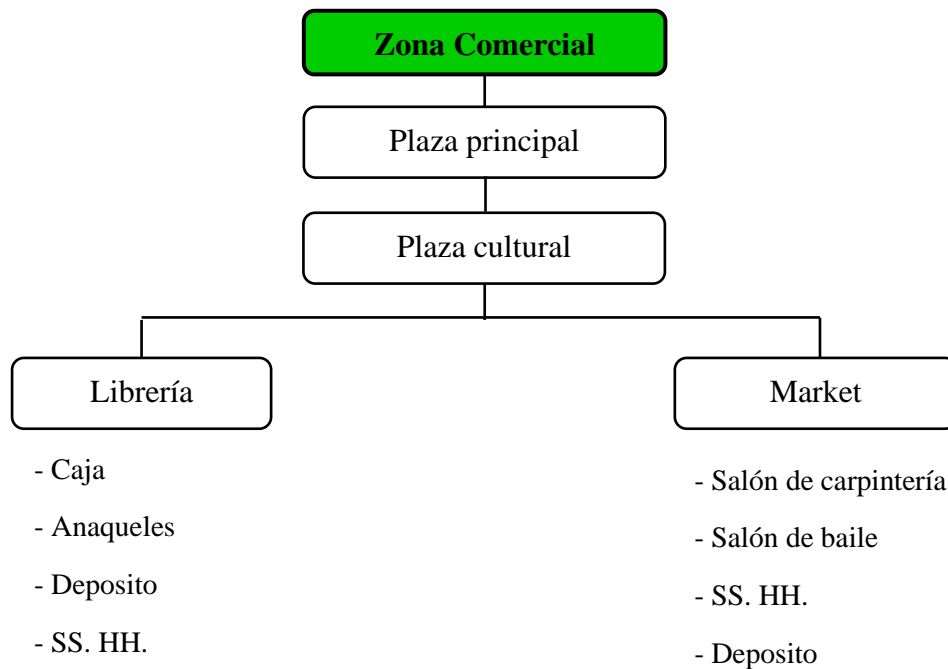 Zona Comercial
Plaza principal
Plaza cultural
Librería
Market
- Caja
- Anaqueles
- Deposito
- SS. HH.
- Salón de carpintería
- Salón de baile
- SS. HH.
- Deposito